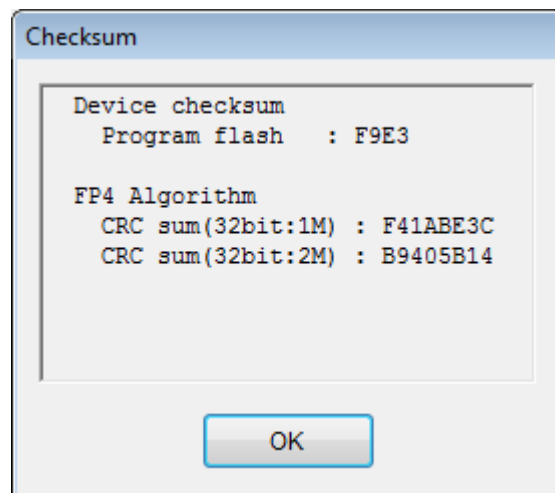 Checksum
Device checksum
Program flash : F9E3
FP4 Algorithm
CRC sum(32bit:1M) : F41ABE3C
CRC sum(32bit:2M) : B9405B14
OK